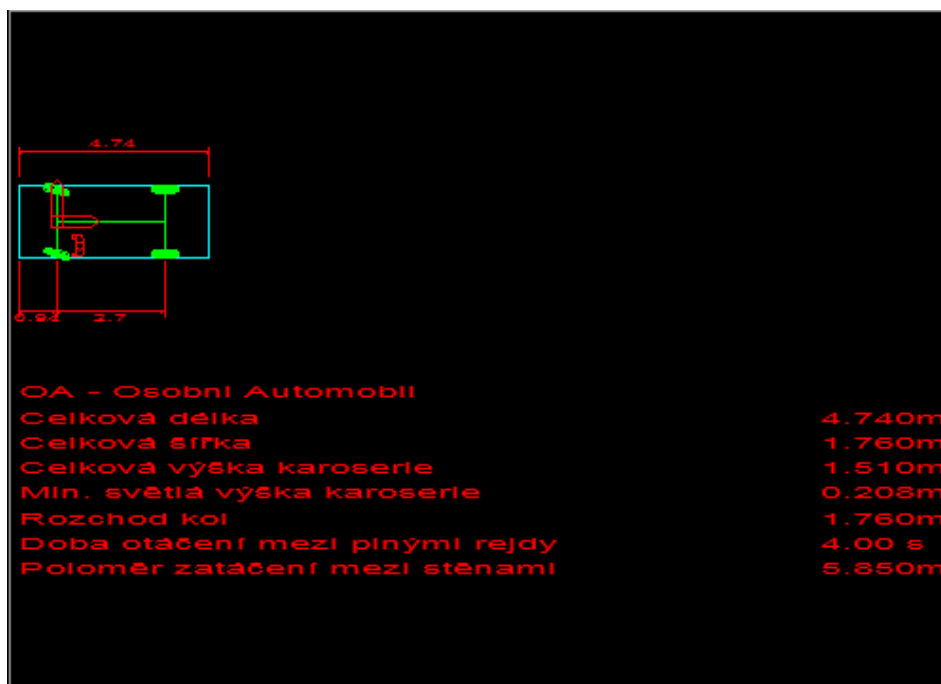 4.74
0.94 2.7
OA - Osobní Automobil
Celková délka 4.740m
Celková šířka 1.760m
Celková výška karoserie 1.510m
Min. světlá výška karoserie 0.208m
Rozchod kol 1.760m
Doba otáčení mezi plnými rejdy 4.00 s
Poloměr zatáčení mezi stěnami 5.850m